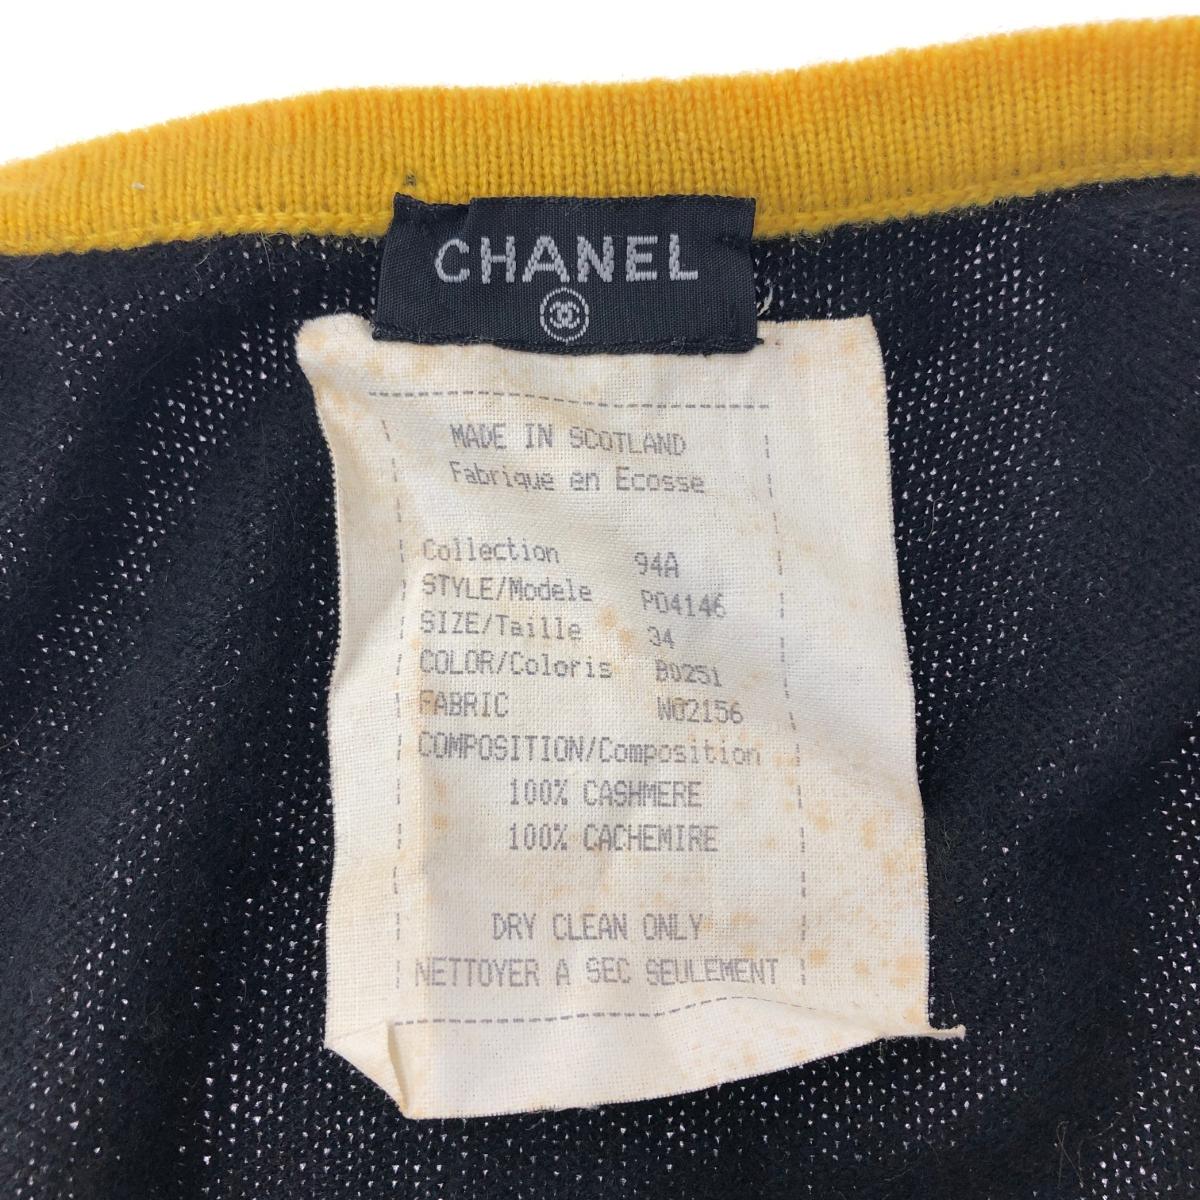 CHANEL
MADE IN SCOTLAND
Fabrique en Ecosse
Collection 94A
STYLE/Modele P04146
SIZE/Taille 34
COLOR/Coloris B0251
FABRIC W02156
COMPOSITION/Composition
100% CASHMERE
100% CACHEMIRE
DRY CLEAN ONLY
NETTOYER A SEC SEULEMENT